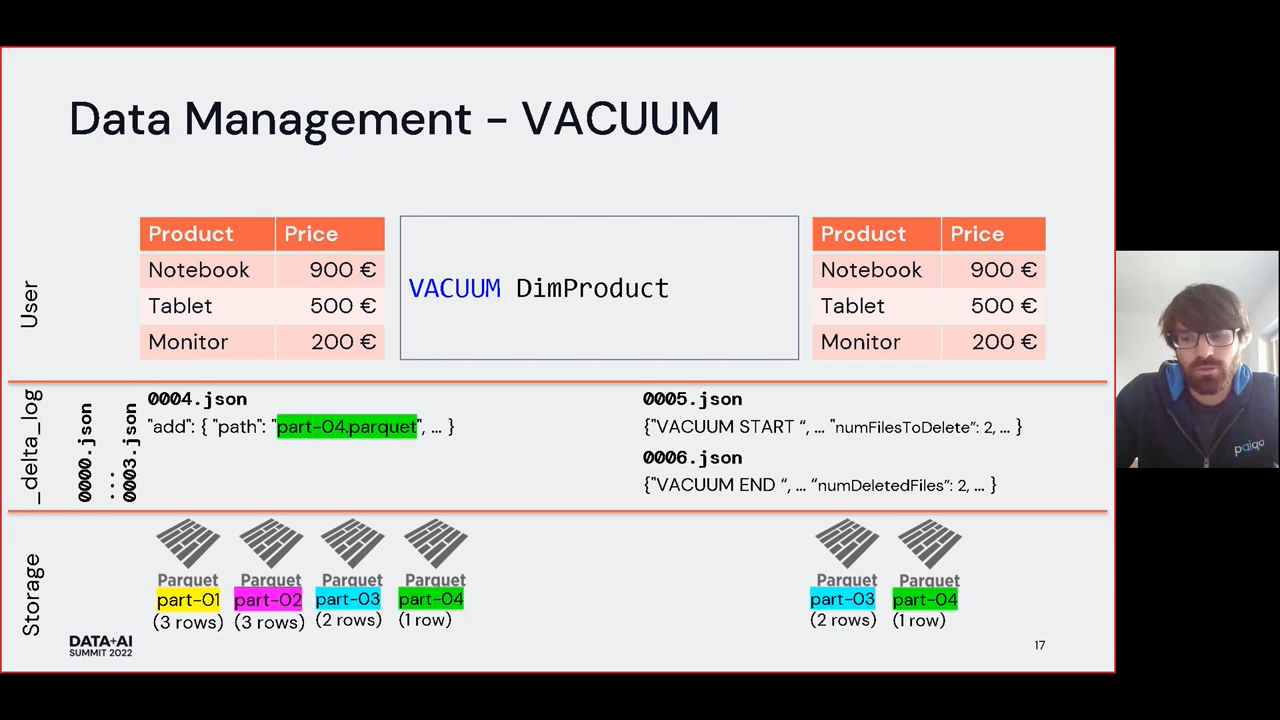 Data Management - VACUUM
User
Product Price
Notebook 900 €
Tablet 500 €
Monitor 200 €
VACUUM DimProduct
Product Price
Notebook 900 €
Tablet 500 €
Monitor 200 €
_delta_log
0000.json
...
0003.json
0004.json
"add": { "path": "part-04.parquet", ... }
0005.json
{"VACUUM START “, ... "numFilesToDelete”: 2, ... }
0006.json
{"VACUUM END “, ... “numDeletedFiles”: 2, ... }
Storage
Parquet Parquet Parquet Parquet
part-01 part-02 part-03 part-04
(3 rows) (3 rows) (2 rows) (1 row)
Parquet Parquet
part-03 part-04
(2 rows) (1 row)
DATA+AI
SUMMIT 2022
17
paiqo